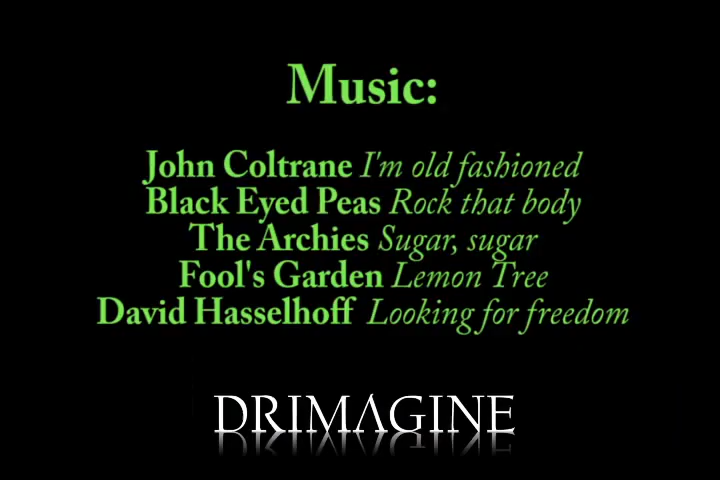 Music:
John Coltrane I'm old fashioned
Black Eyed Peas Rock that body
The Archies Sugar, sugar
Fool's Garden Lemon Tree
David Hasselhoff Looking for freedom
DRIMAGINE